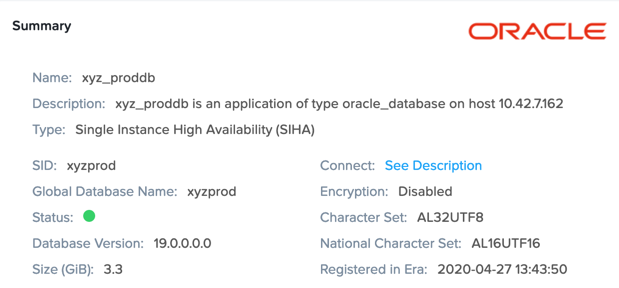 Summary
ORACLE
Name: xyz_proddb
Description: xyz_proddb is an application of type oracle_database on host 10.42.7.162
Type: Single Instance High Availability (SIHA)
SID: xyzprod
Connect: See Description
Global Database Name: xyzprod
Encryption: Disabled
Status:
Character Set: AL32UTF8
Database Version: 19.0.0.0.0
National Character Set: AL16UTF16
Size (GiB): 3.3
Registered in Era: 2020-04-27 13:43:50